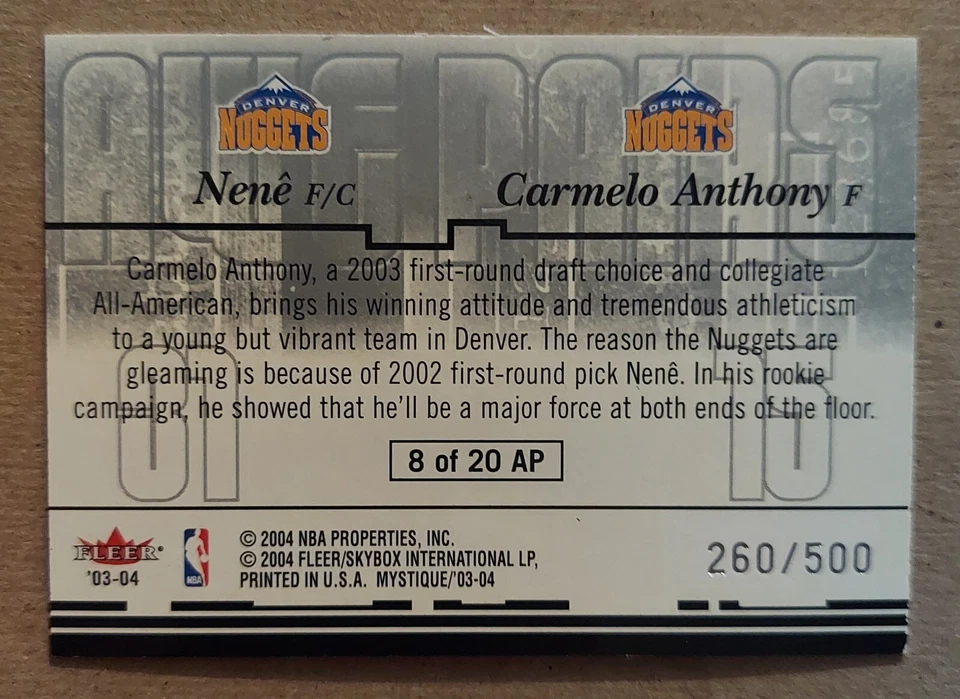 AWE PAIRS
DENVER NUGGETS
DENVER NUGGETS
Nenê F/C
Carmelo Anthony F
Carmelo Anthony, a 2003 first-round draft choice and collegiate
All-American, brings his winning attitude and tremendous athleticism
to a young but vibrant team in Denver. The reason the Nuggets are
gleaming is because of 2002 first-round pick Nenê. In his rookie
campaign, he showed that he'll be a major force at both ends of the floor.
8 of 20 AP
FLEER®
'03-04
NBA
© 2004 NBA PROPERTIES, INC.
© 2004 FLEER/SKYBOX INTERNATIONAL LP,
PRINTED IN U.S.A. MYSTIQUE/'03-04
260/500